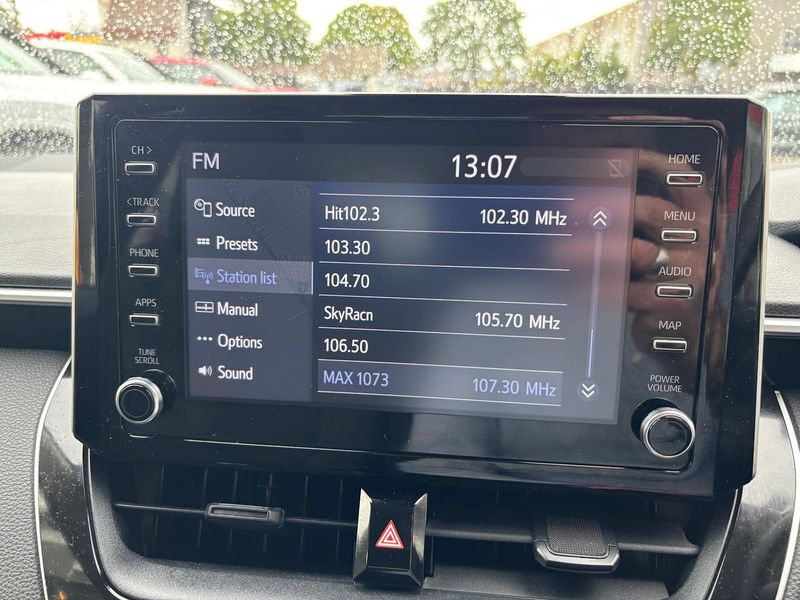 CH >
<TRACK
PHONE
APPS
TUNE
SCROLL
FM
13:07
Source
Presets
Station list
Manual
Options
Sound
Hit102.3
102.30 MHz
103.30
104.70
SkyRacn
105.70 MHz
106.50
MAX 1073
107.30 MHz
HOME
MENU
AUDIO
MAP
POWER
VOLUME